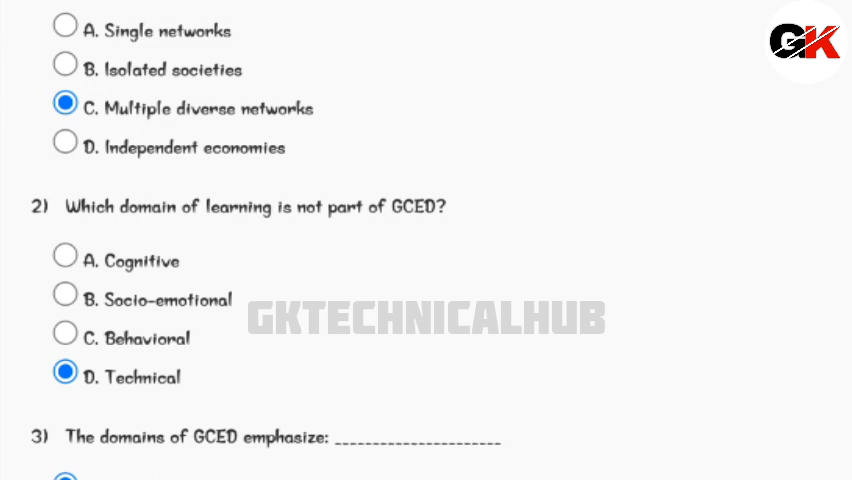 GK
A. Single networks
B. Isolated societies
C. Multiple diverse networks
D. Independent economies
2) Which domain of learning is not part of GCED?
A. Cognitive
B. Socio-emotional
GKTECHNICALHUB
C. Behavioral
D. Technical
3) The domains of GCED emphasize: ______________________